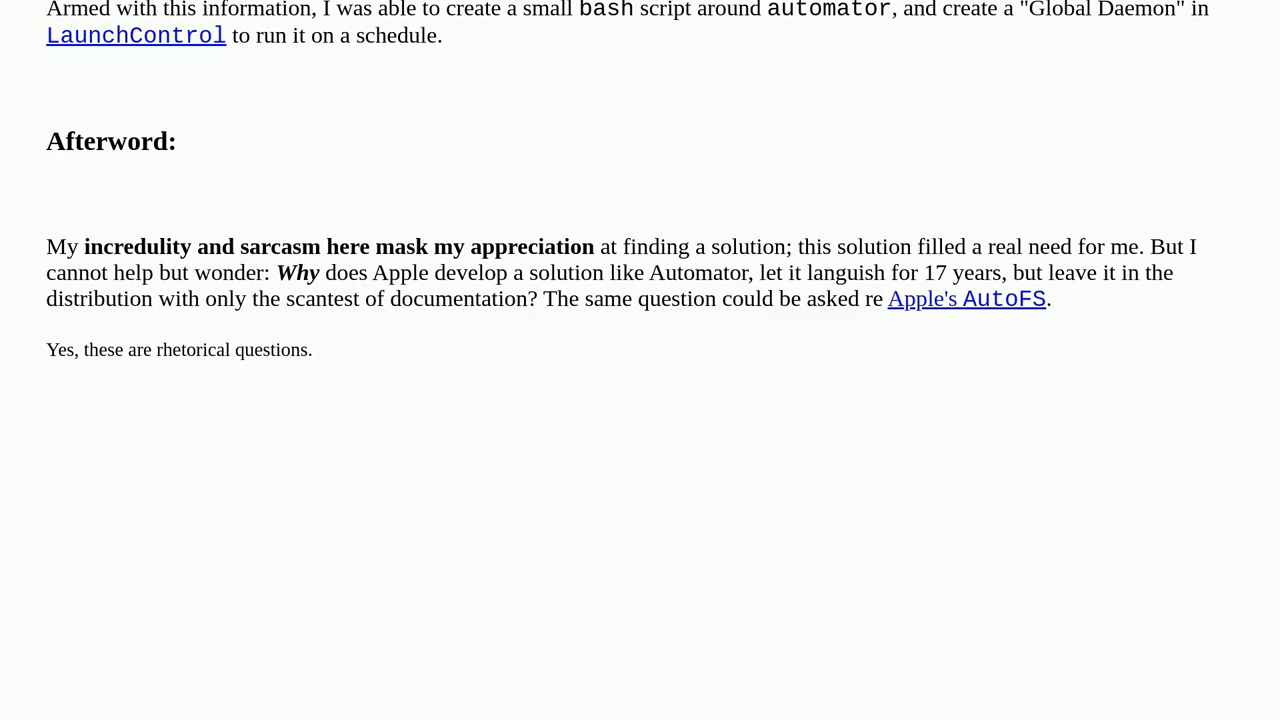 Armed with this information, I was able to create a small bash script around automator, and create a "Global Daemon" in
LaunchControl to run it on a schedule.
Afterword:
My incredulity and sarcasm here mask my appreciation at finding a solution; this solution filled a real need for me. But I
cannot help but wonder: Why does Apple develop a solution like Automator, let it languish for 17 years, but leave it in the
distribution with only the scantest of documentation? The same question could be asked re Apple's AutoFS.
Yes, these are rhetorical questions.